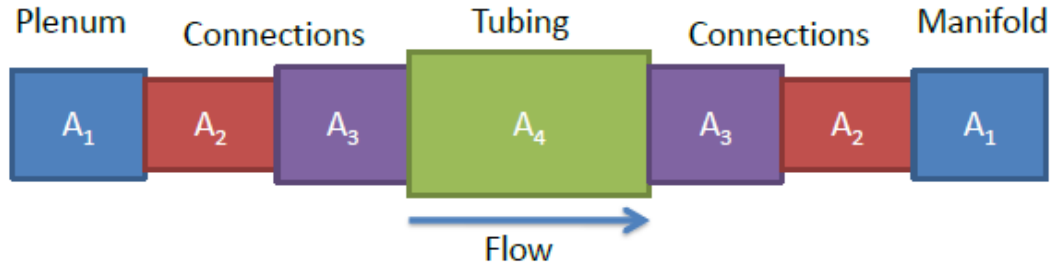 Plenum
Connections
Tubing
Connections
Manifold
A₁
A₂
A₃
A₄
A₃
A₂
A₁
Flow